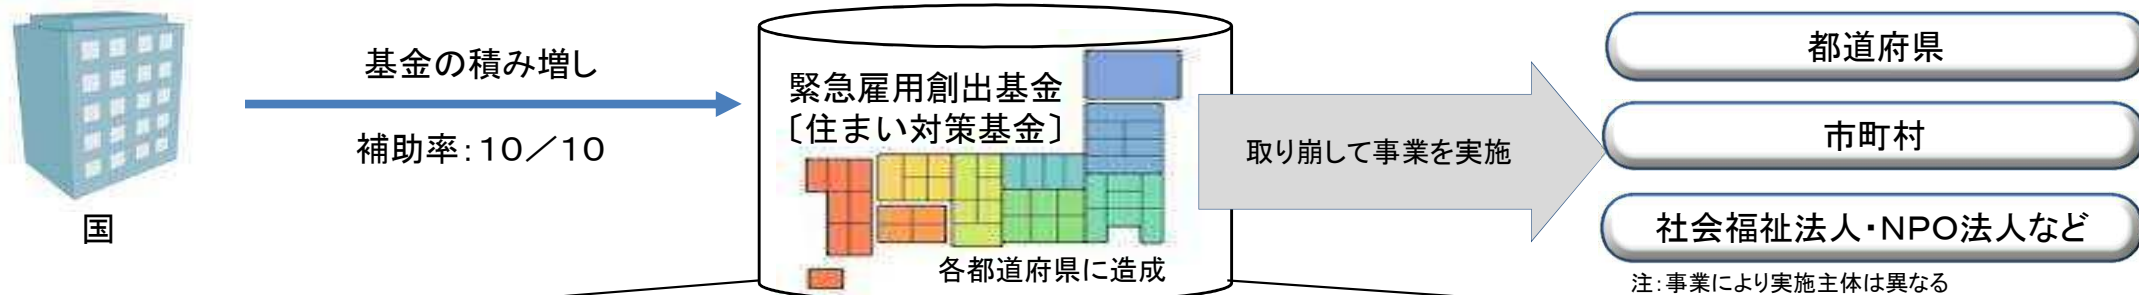 国
基金の積み増し
補助率：１０／１０
緊急雇用創出基金
〔住まい対策基金〕
各都道府県に造成
取り崩して事業を実施
都道府県
市町村
社会福祉法人・NPO法人など
注：事業により実施主体は異なる